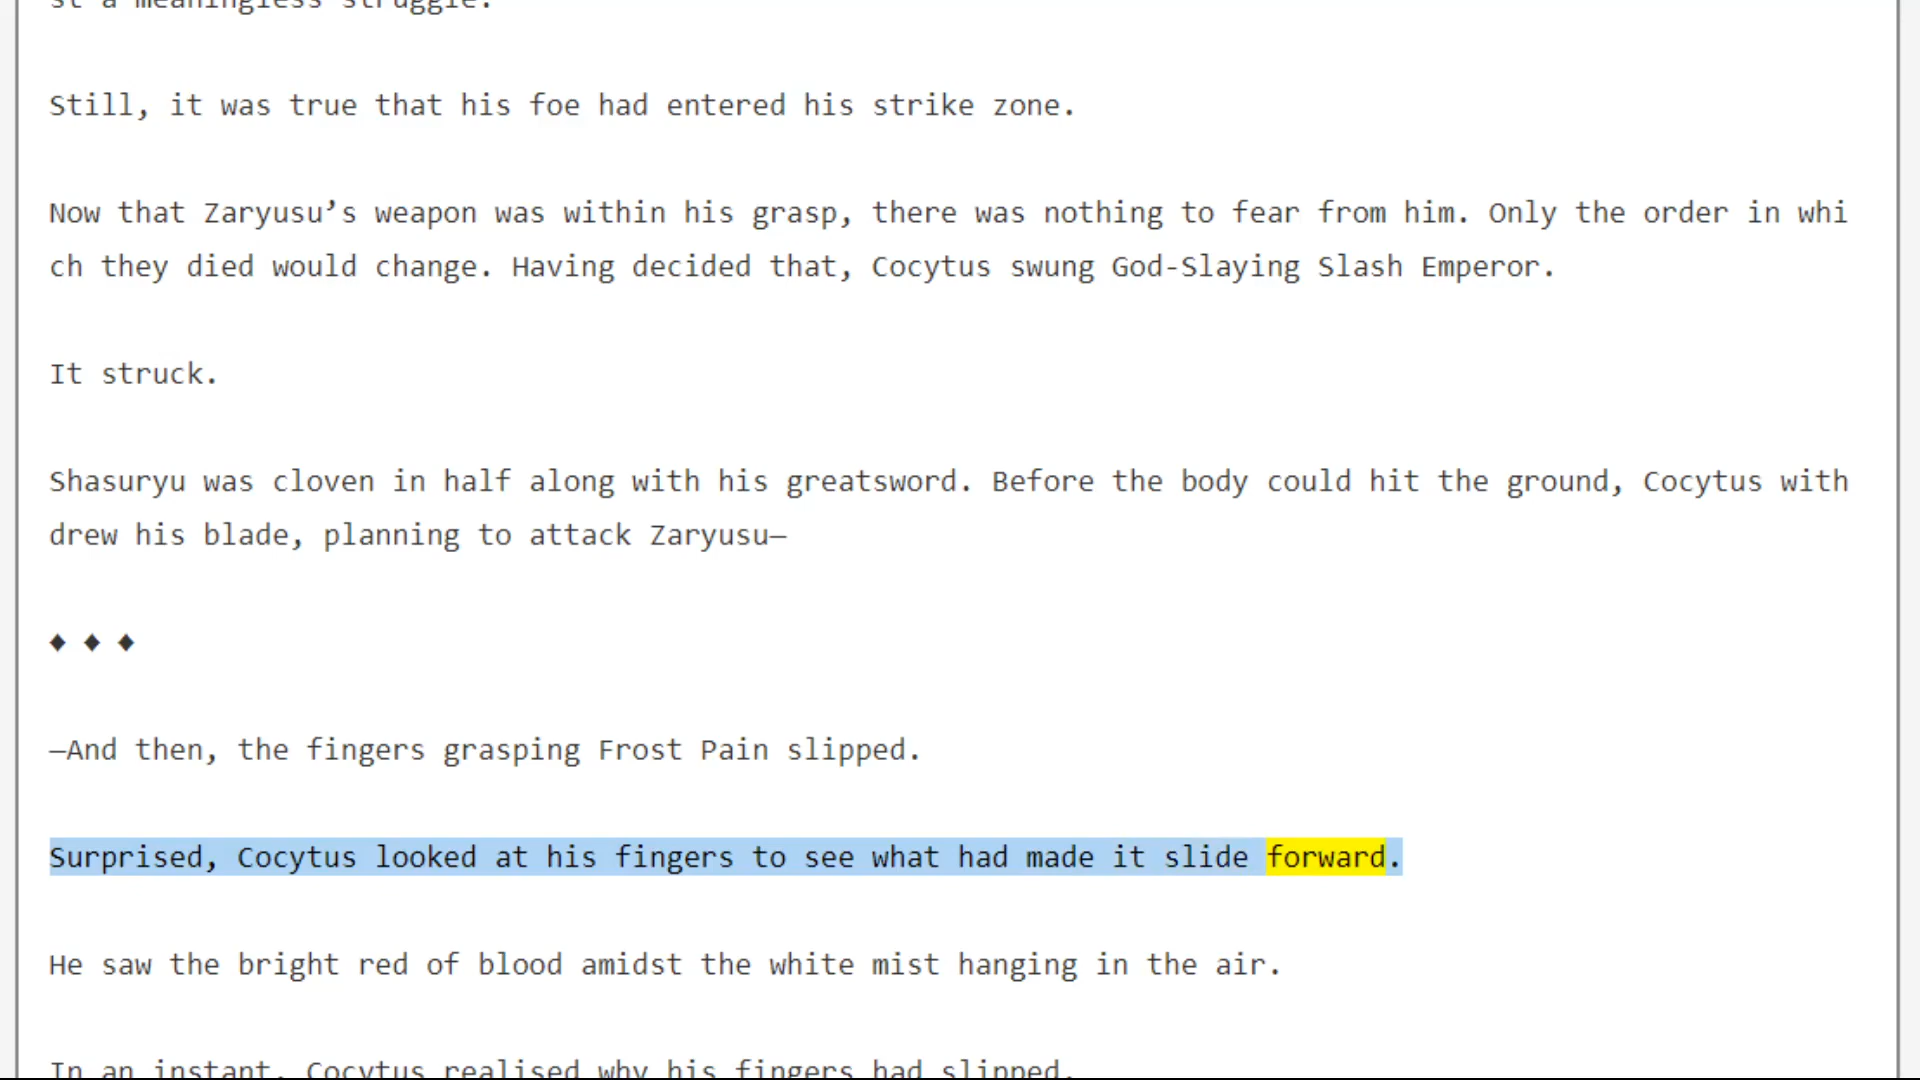 st a meaningless struggle.
Still, it was true that his foe had entered his strike zone.
Now that Zaryusu’s weapon was within his grasp, there was nothing to fear from him. Only the order in whi
ch they died would change. Having decided that, Cocytus swung God-Slaying Slash Emperor.
It struck.
Shasuryu was cloven in half along with his greatsword. Before the body could hit the ground, Cocytus with
drew his blade, planning to attack Zaryusu—
◆ ◆ ◆
—And then, the fingers grasping Frost Pain slipped.
Surprised, Cocytus looked at his fingers to see what had made it slide forward.
He saw the bright red of blood amidst the white mist hanging in the air.
In an instant, Cocytus realised why his fingers had slipped.